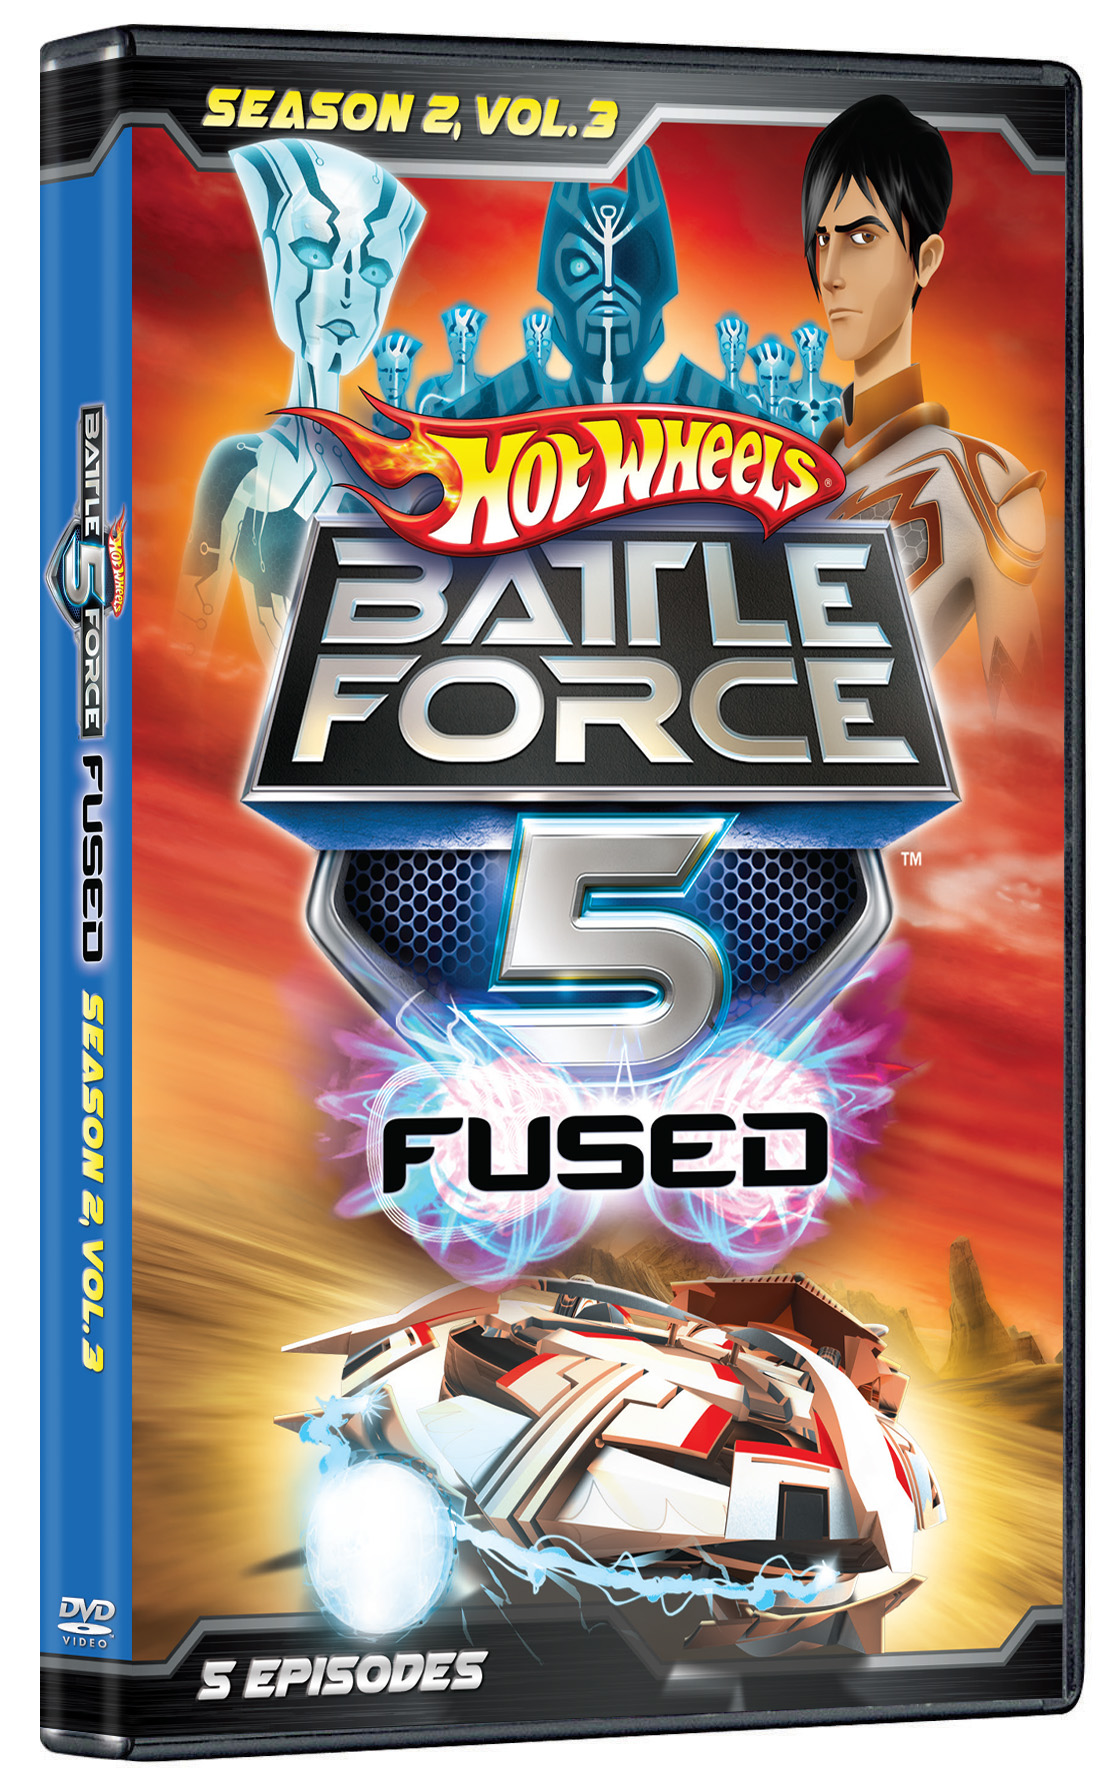 SEASON 2, VOL. 3
HOT WHEELS®
BATTLE
FORCE
5
™
FUSED
5 EPISODES
BATTLE 5 FORCE
HOT WHEELS
FUSED
SEASON 2, VOL. 3
DVD
VIDEO™